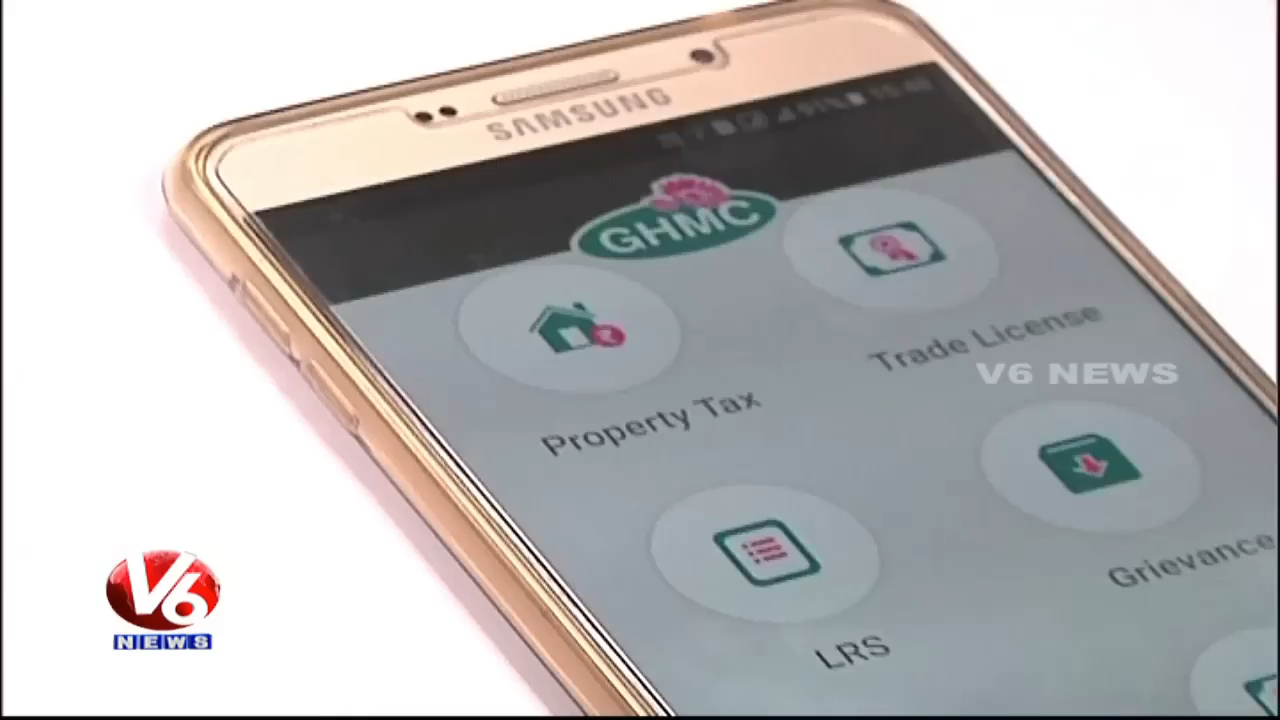 SAMSUNG
GHMC
Property Tax
Trade License
V6 NEWS
LRS
Grievance
V6
NEWS